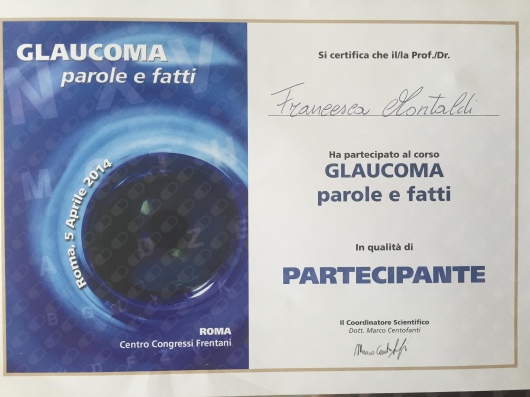 GLAUCOMA
parole e fatti
Roma, 5 Aprile 2014
ROMA
Centro Congressi Frentani
Si certifica che il/la Prof./Dr.
Francesca Montaldi
Ha partecipato al corso
GLAUCOMA
parole e fatti
In qualità di
PARTECIPANTE
Il Coordinatore Scientifico
Dott. Marco Centofanti